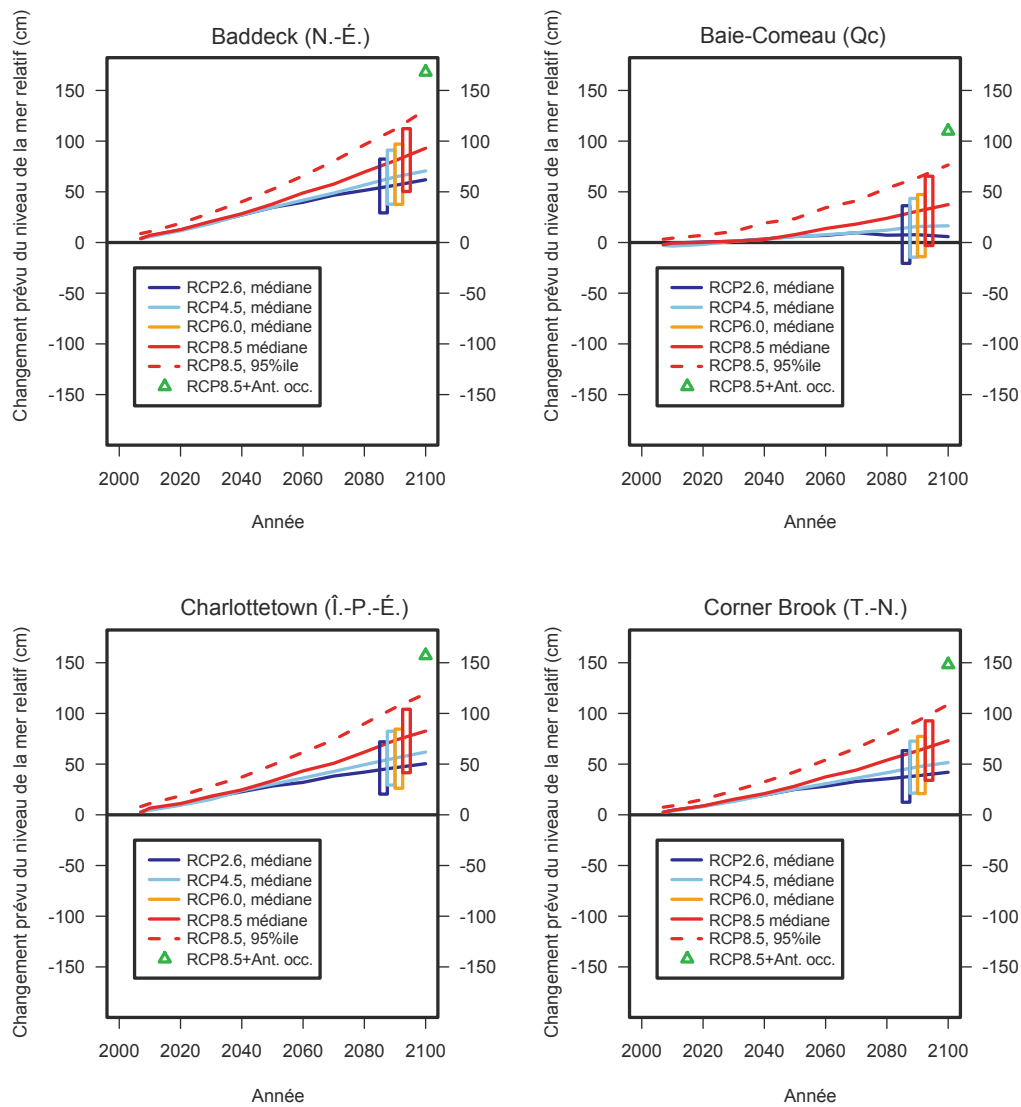 Baddeck (N.-É.)
Changement prévu du niveau de la mer relatif (cm)
150
100
50
0
-50
-100
-150
150
100
50
0
-50
-100
-150
RCP2.6, médiane
RCP4.5, médiane
RCP6.0, médiane
RCP8.5 médiane
RCP8.5, 95%ile
RCP8.5+Ant. occ.
2000 2020 2040 2060 2080 2100
Année
Baie-Comeau (Qc)
Changement prévu du niveau de la mer relatif (cm)
150
100
50
0
-50
-100
-150
150
100
50
0
-50
-100
-150
RCP2.6, médiane
RCP4.5, médiane
RCP6.0, médiane
RCP8.5 médiane
RCP8.5, 95%ile
RCP8.5+Ant. occ.
2000 2020 2040 2060 2080 2100
Année
Charlottetown (Î.-P.-É.)
Changement prévu du niveau de la mer relatif (cm)
150
100
50
0
-50
-100
-150
150
100
50
0
-50
-100
-150
RCP2.6, médiane
RCP4.5, médiane
RCP6.0, médiane
RCP8.5 médiane
RCP8.5, 95%ile
RCP8.5+Ant. occ.
2000 2020 2040 2060 2080 2100
Année
Corner Brook (T.-N.)
Changement prévu du niveau de la mer relatif (cm)
150
100
50
0
-50
-100
-150
150
100
50
0
-50
-100
-150
RCP2.6, médiane
RCP4.5, médiane
RCP6.0, médiane
RCP8.5 médiane
RCP8.5, 95%ile
RCP8.5+Ant. occ.
2000 2020 2040 2060 2080 2100
Année